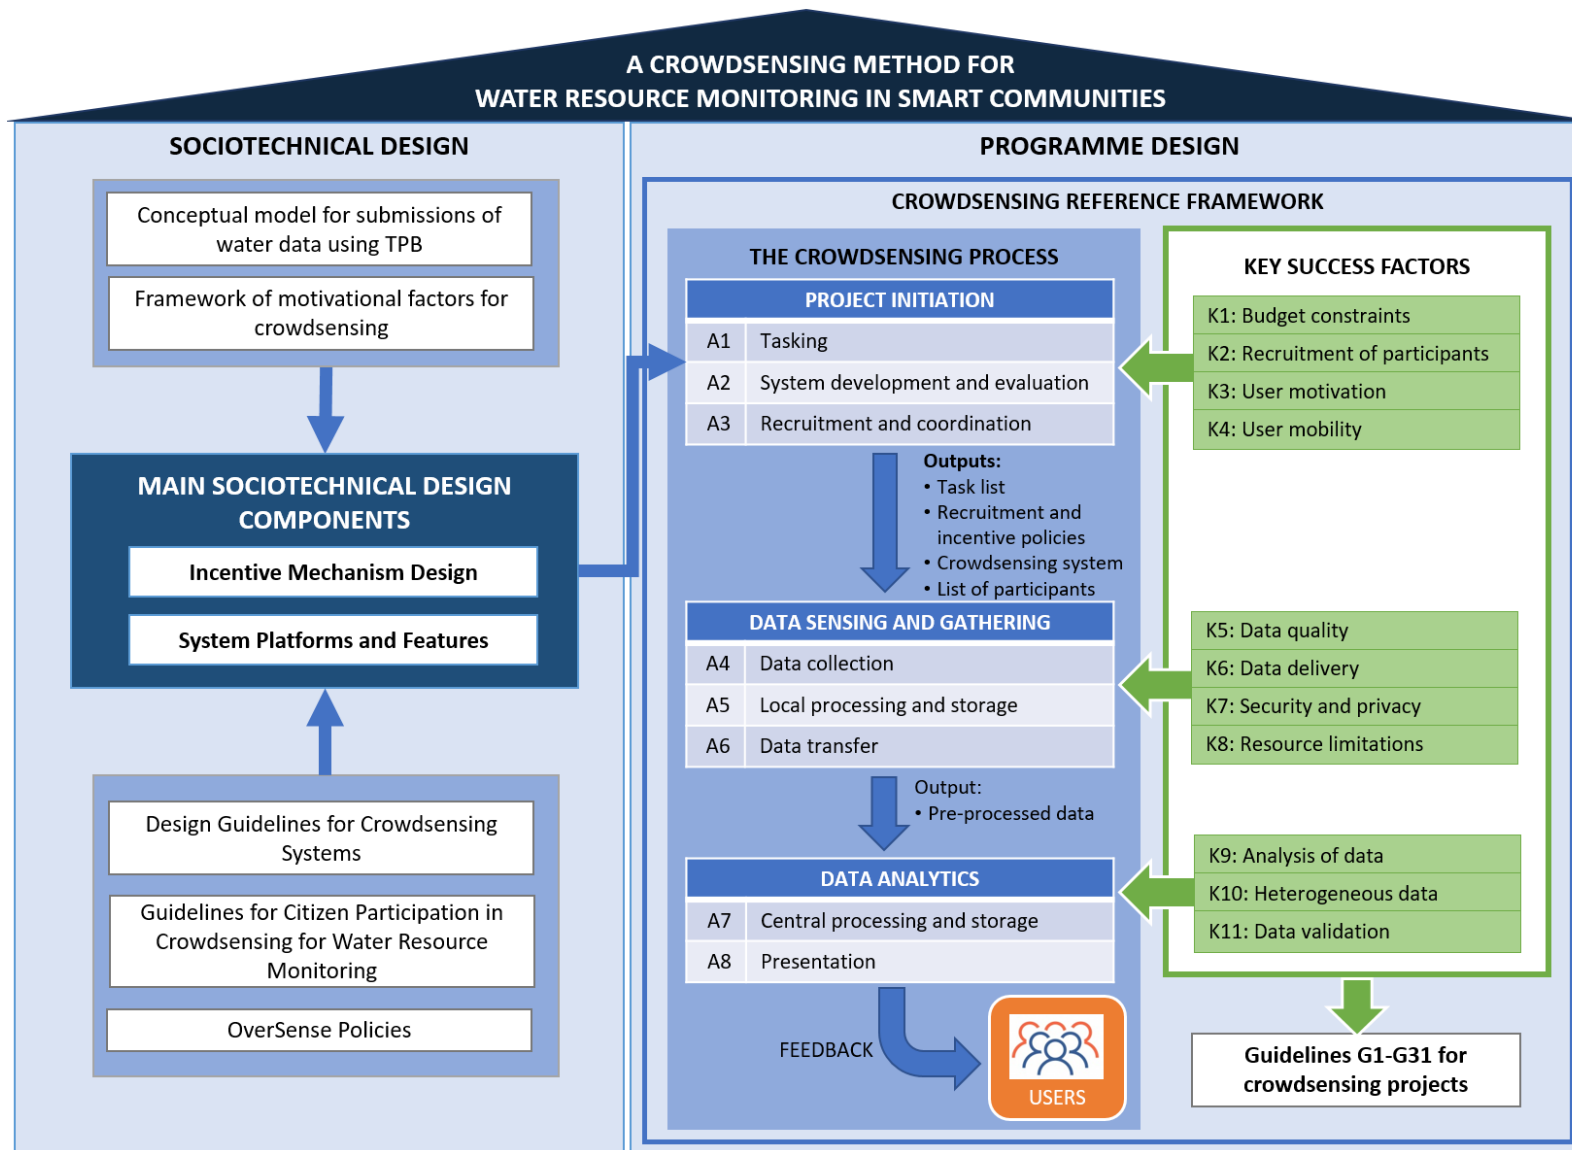 A CROWDSENSING METHOD FOR
WATER RESOURCE MONITORING IN SMART COMMUNITIES
SOCIOTECHNICAL DESIGN
Conceptual model for submissions of
water data using TPB
Framework of motivational factors for
crowdsensing
MAIN SOCIOTECHNICAL DESIGN
COMPONENTS
Incentive Mechanism Design
System Platforms and Features
Design Guidelines for Crowdsensing
Systems
Guidelines for Citizen Participation in
Crowdsensing for Water Resource
Monitoring
OverSense Policies
PROGRAMME DESIGN
CROWDSENSING REFERENCE FRAMEWORK
THE CROWDSENSING PROCESS
PROJECT INITIATION
A1 Tasking
A2 System development and evaluation
A3 Recruitment and coordination
Outputs:
• Task list
• Recruitment and
incentive policies
• Crowdsensing system
• List of participants
DATA SENSING AND GATHERING
A4 Data collection
A5 Local processing and storage
A6 Data transfer
Output:
• Pre-processed data
DATA ANALYTICS
A7 Central processing and storage
A8 Presentation
FEEDBACK
USERS
KEY SUCCESS FACTORS
K1: Budget constraints
K2: Recruitment of participants
K3: User motivation
K4: User mobility
K5: Data quality
K6: Data delivery
K7: Security and privacy
K8: Resource limitations
K9: Analysis of data
K10: Heterogeneous data
K11: Data validation
Guidelines G1-G31 for
crowdsensing projects